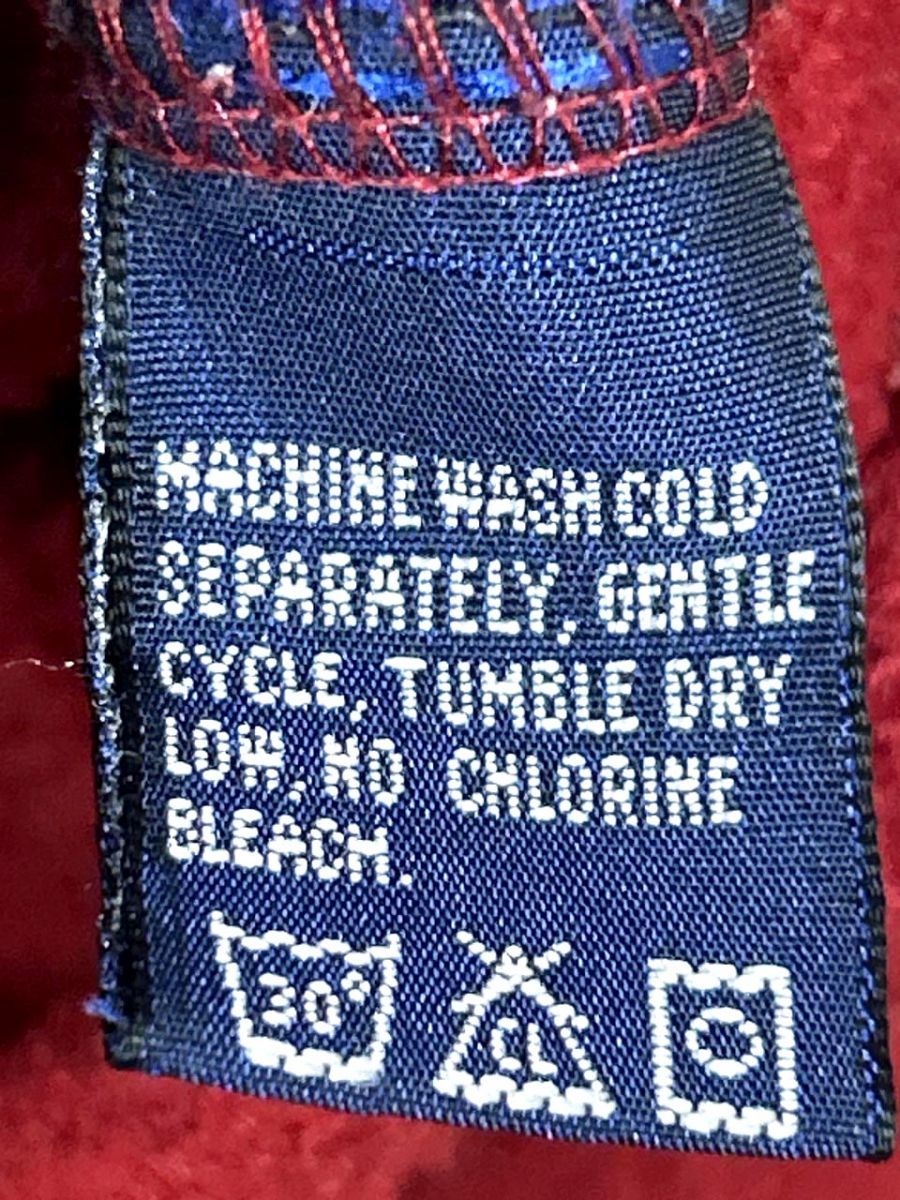 MACHINE WASH COLD
SEPARATELY, GENTLE
CYCLE, TUMBLE DRY
LOW, NO CHLORINE
BLEACH.
30° CL